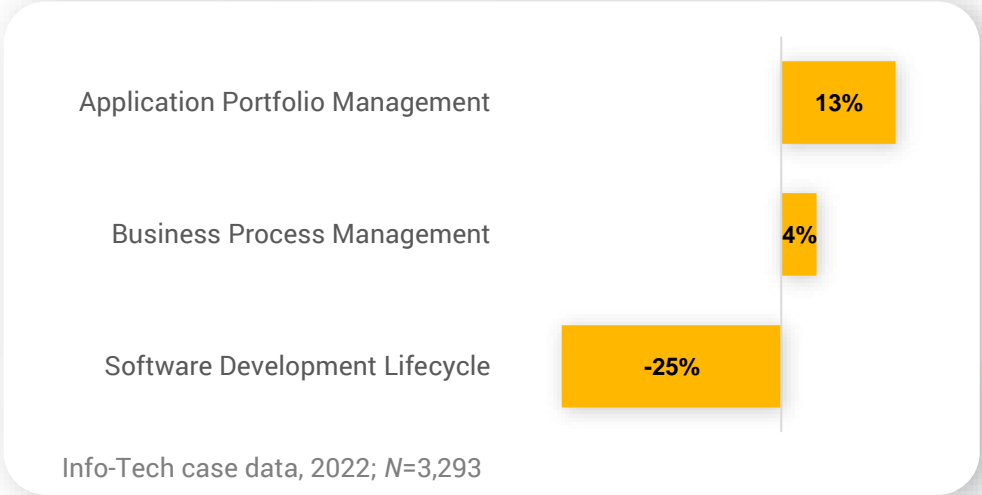 Application Portfolio Management 13%
Business Process Management 4%
Software Development Lifecycle -25%
Info-Tech case data, 2022; N=3,293